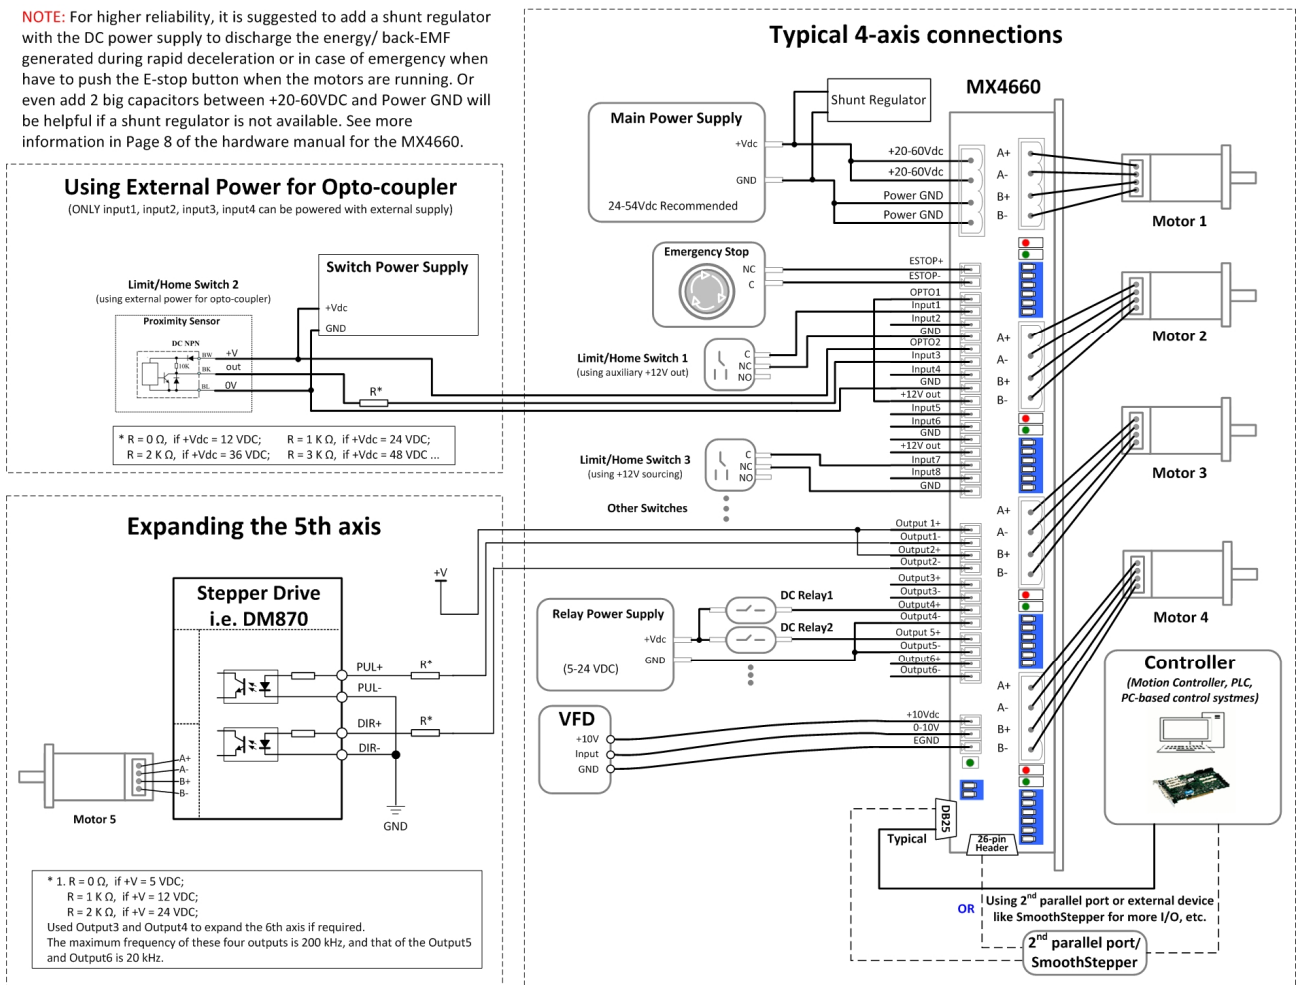 NOTE: For higher reliability, it is suggested to add a shunt regulator
with the DC power supply to discharge the energy/ back-EMF
generated during rapid deceleration or in case of emergency when
have to push the E-stop button when the motors are running. Or
even add 2 big capacitors between +20-60VDC and Power GND will
be helpful if a shunt regulator is not available. See more
information in Page 8 of the hardware manual for the MX4660.
Using External Power for Opto-coupler
(ONLY input1, input2, input3, input4 can be powered with external supply)
Switch Power Supply
+Vdc
GND
Limit/Home Switch 2
(using external power for opto-coupler)
Proximity Sensor
DC NPN
10K
BW
+V
BK
out
BL
0V
R*
* R = 0 Ω, if +Vdc = 12 VDC; R = 1 K Ω, if +Vdc = 24 VDC;
R = 2 K Ω, if +Vdc = 36 VDC; R = 3 K Ω, if +Vdc = 48 VDC ...
Expanding the 5th axis
+V
Stepper Drive
i.e. DM870
PUL+
R*
PUL-
DIR+
R*
DIR-
A+
A-
B+
B-
Motor 5
GND
* 1. R = 0 Ω, if +V = 5 VDC;
R = 1 K Ω, if +V = 12 VDC;
R = 2 K Ω, if +V = 24 VDC;
Used Output3 and Output4 to expand the 6th axis if required.
The maximum frequency of these four outputs is 200 kHz, and that of the Output5
and Output6 is 20 kHz.
Typical 4-axis connections
MX4660
Shunt Regulator
Main Power Supply
+Vdc
GND
24-54Vdc Recommended
+20-60Vdc
+20-60Vdc
Power GND
Power GND
Emergency Stop
NC
C
ESTOP+
ESTOP-
OPTO1
Input1
Input2
GND
OPTO2
Input3
Input4
GND
+12V out
Input5
Input6
GND
+12V out
Input7
Input8
GND
Limit/Home Switch 1
(using auxiliary +12V out)
C
NC
NO
Limit/Home Switch 3
(using +12V sourcing)
C
NC
NO
Other Switches
Output 1+
Output1-
Output2+
Output2-
Output3+
Output3-
Output4+
Output4-
Output 5+
Output5-
Output6+
Output6-
Relay Power Supply
+Vdc
GND
(5-24 VDC)
DC Relay1
DC Relay2
VFD
+10V
Input
GND
+10Vdc
0-10V
EGND
A+
A-
B+
B-
Motor 1
A+
A-
B+
B-
Motor 2
A+
A-
B+
B-
Motor 3
A+
A-
B+
B-
Motor 4
Controller
(Motion Controller, PLC,
PC-based control systmes)
DB25
Typical
26-pin
Header
OR
Using 2nd parallel port or external device
like SmoothStepper for more I/O, etc.
2nd parallel port/
SmoothStepper